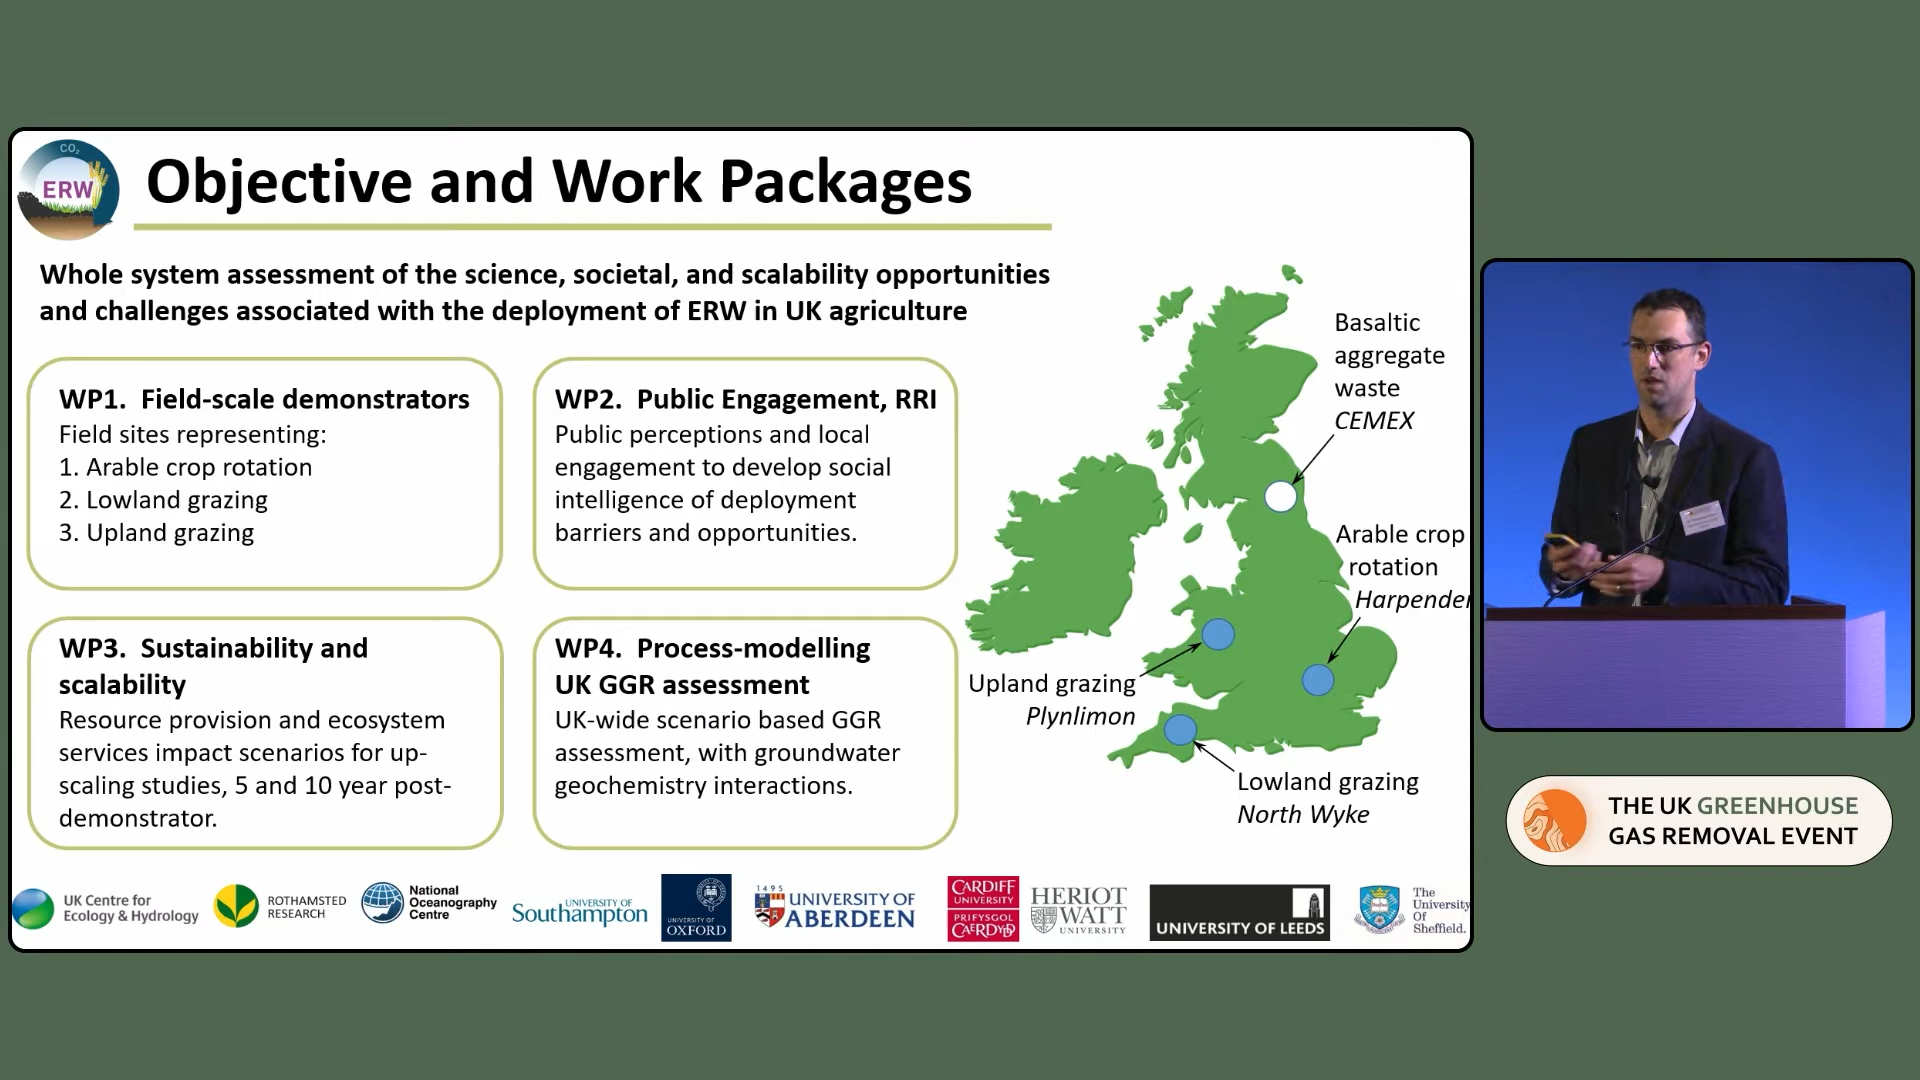 CO₂
ERW
Objective and Work Packages
Whole system assessment of the science, societal, and scalability opportunities
and challenges associated with the deployment of ERW in UK agriculture
WP1. Field-scale demonstrators
Field sites representing:
1. Arable crop rotation
2. Lowland grazing
3. Upland grazing
WP2. Public Engagement, RRI
Public perceptions and local
engagement to develop social
intelligence of deployment
barriers and opportunities.
WP3. Sustainability and
scalability
Resource provision and ecosystem
services impact scenarios for up-
scaling studies, 5 and 10 year post-
demonstrator.
WP4. Process-modelling
UK GGR assessment
UK-wide scenario based GGR
assessment, with groundwater
geochemistry interactions.
Basaltic
aggregate
waste
CEMEX
Arable crop
rotation
Harpenden
Upland grazing
Plynlimon
Lowland grazing
North Wyke
UK Centre for
Ecology & Hydrology
ROTHAMSTED
RESEARCH
National
Oceanography
Centre
UNIVERSITY OF
Southampton
UNIVERSITY OF
OXFORD
1495
UNIVERSITY OF
ABERDEEN
CARDIFF
UNIVERSITY
PRIFYSGOL
CAERDYDD
HERIOT
WATT
UNIVERSITY
UNIVERSITY OF LEEDS
The
University
Of
Sheffield.
THE UK GREENHOUSE
GAS REMOVAL EVENT